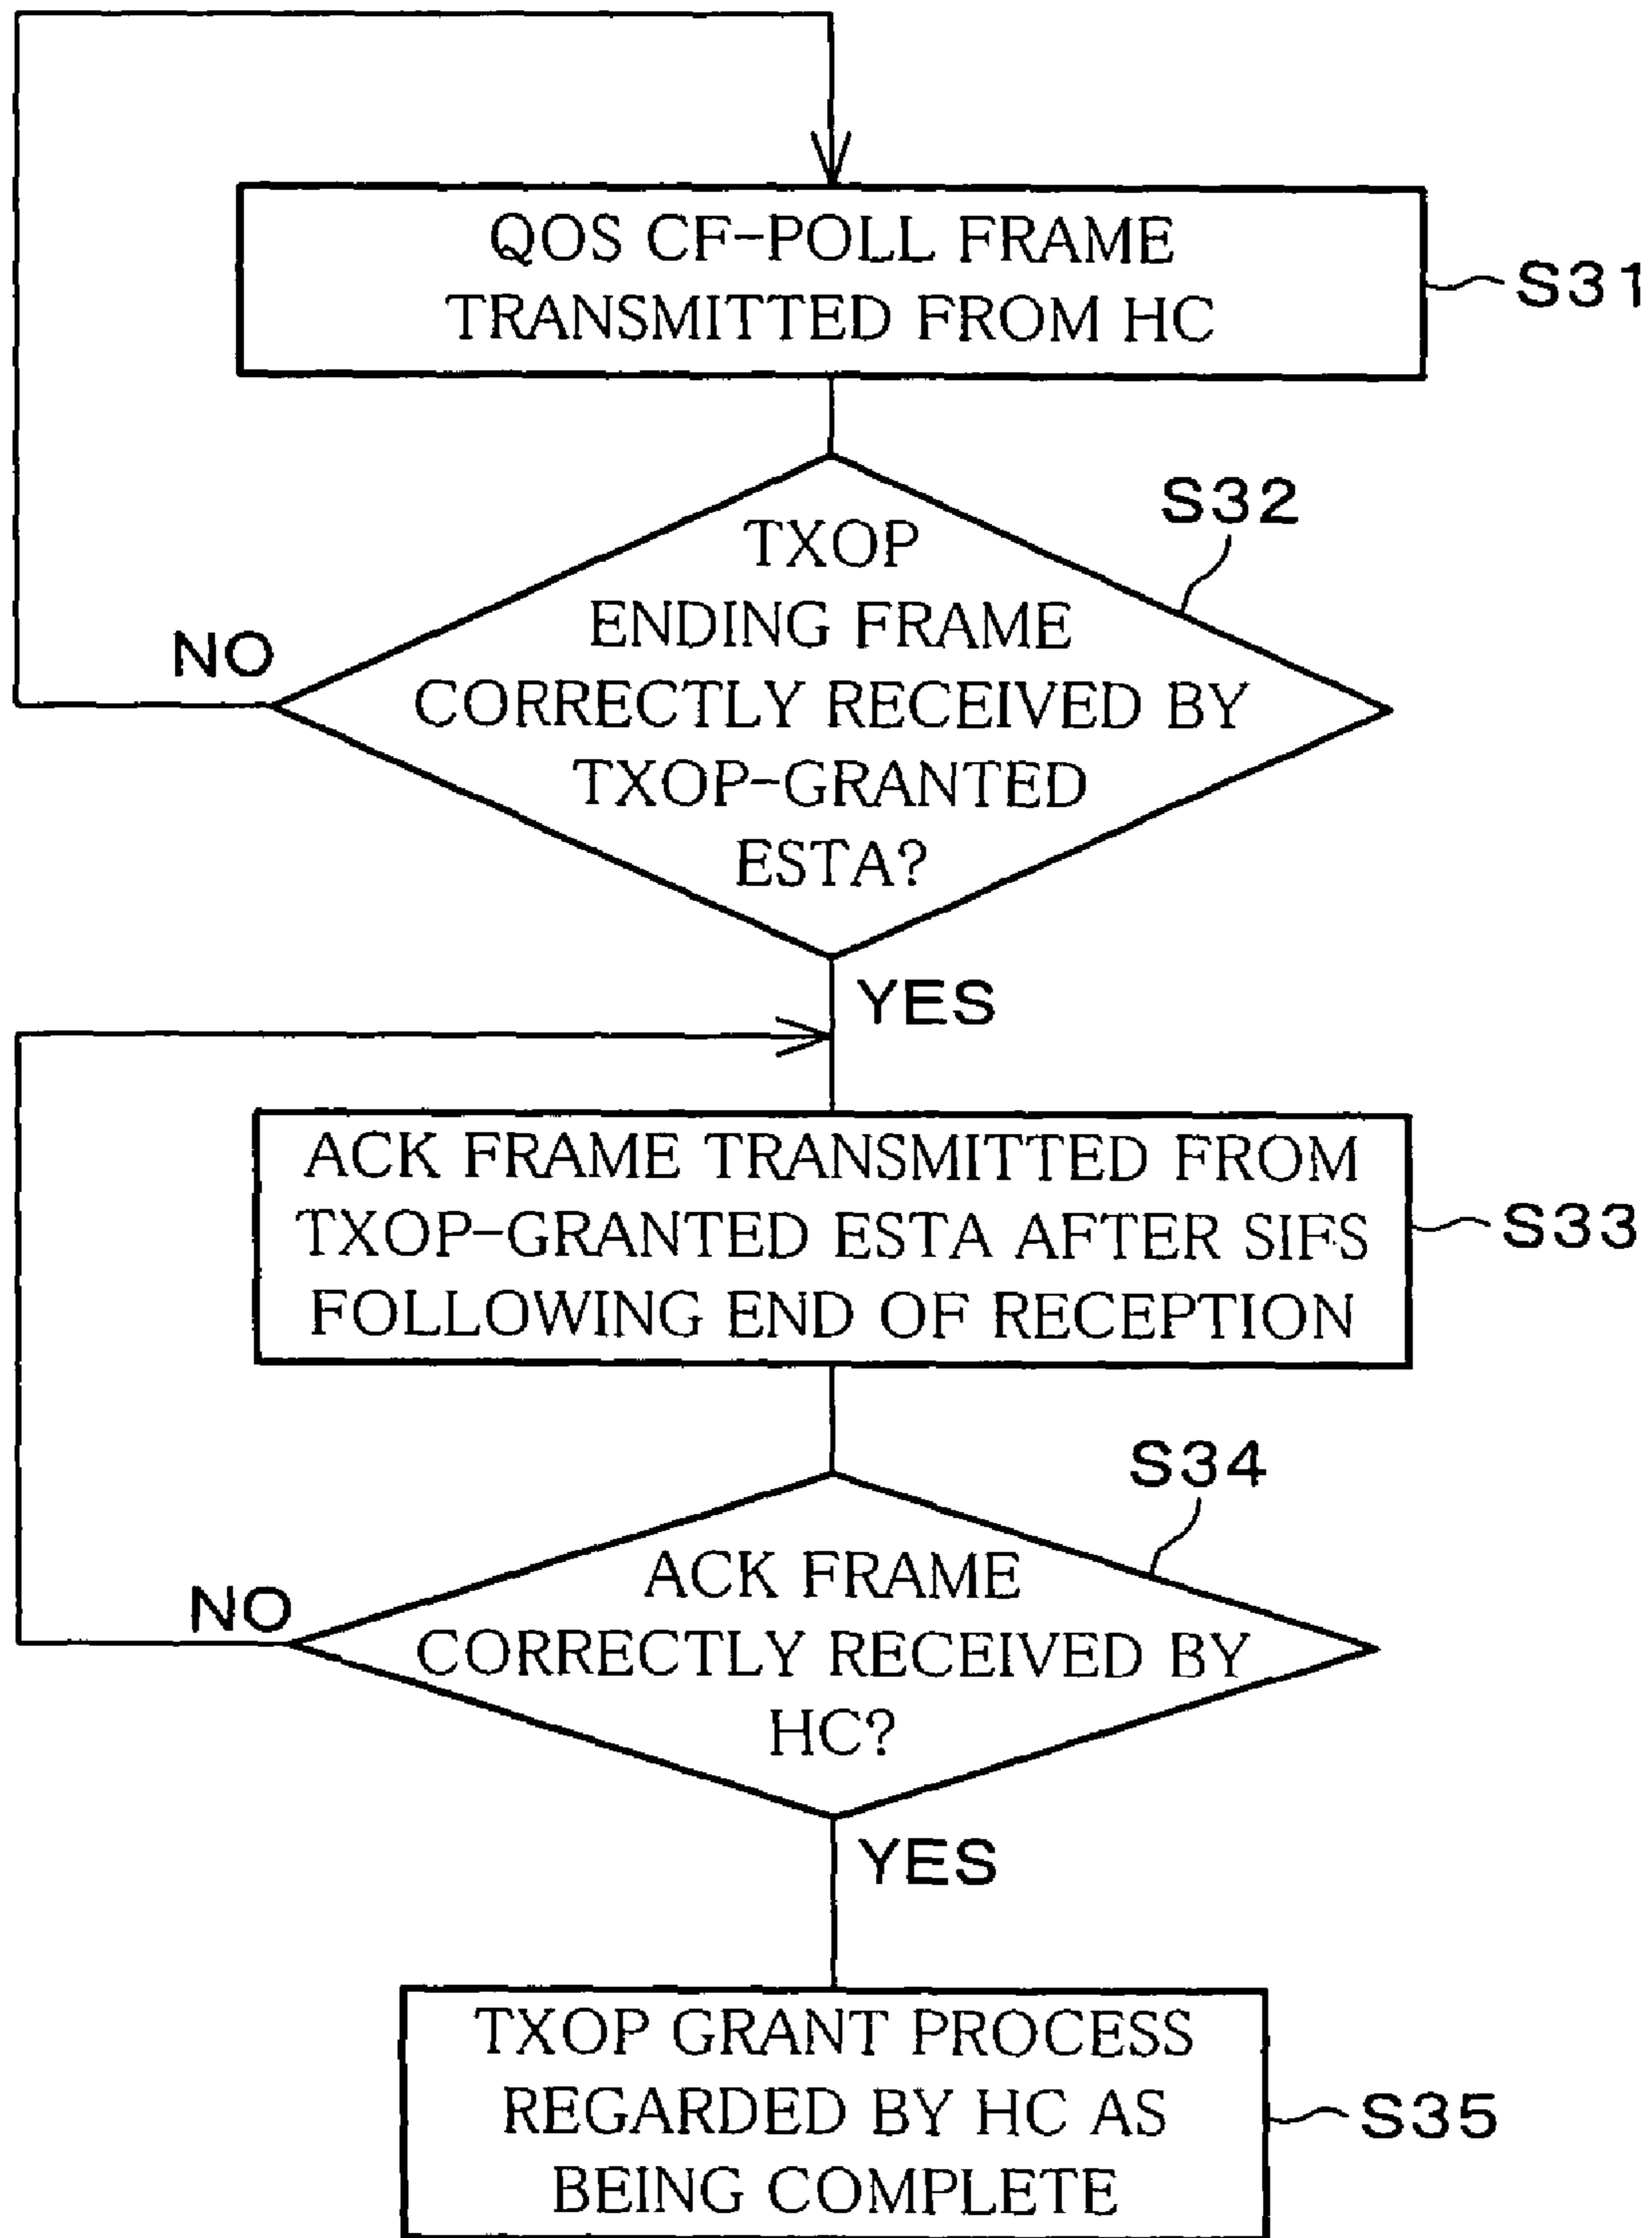 QOS CF-POLL FRAME
TRANSMITTED FROM HC
S31
S32
TXOP
ENDING FRAME
CORRECTLY RECEIVED BY
TXOP-GRANTED
ESTA?
NO
YES
ACK FRAME TRANSMITTED FROM
TXOP-GRANTED ESTA AFTER SIFS
FOLLOWING END OF RECEPTION
S33
S34
ACK FRAME
CORRECTLY RECEIVED BY
HC?
NO
YES
TXOP GRANT PROCESS
REGARDED BY HC AS
BEING COMPLETE
S35